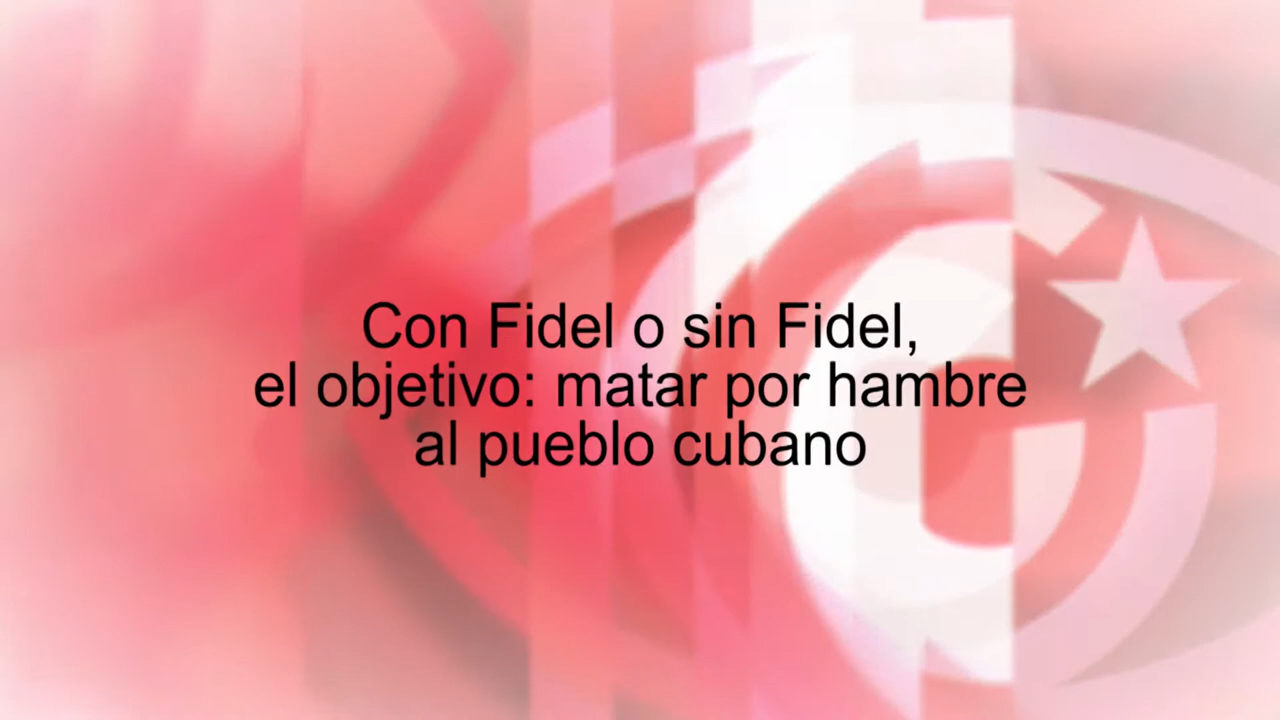 Con Fidel o sin Fidel,
el objetivo: matar por hambre
al pueblo cubano